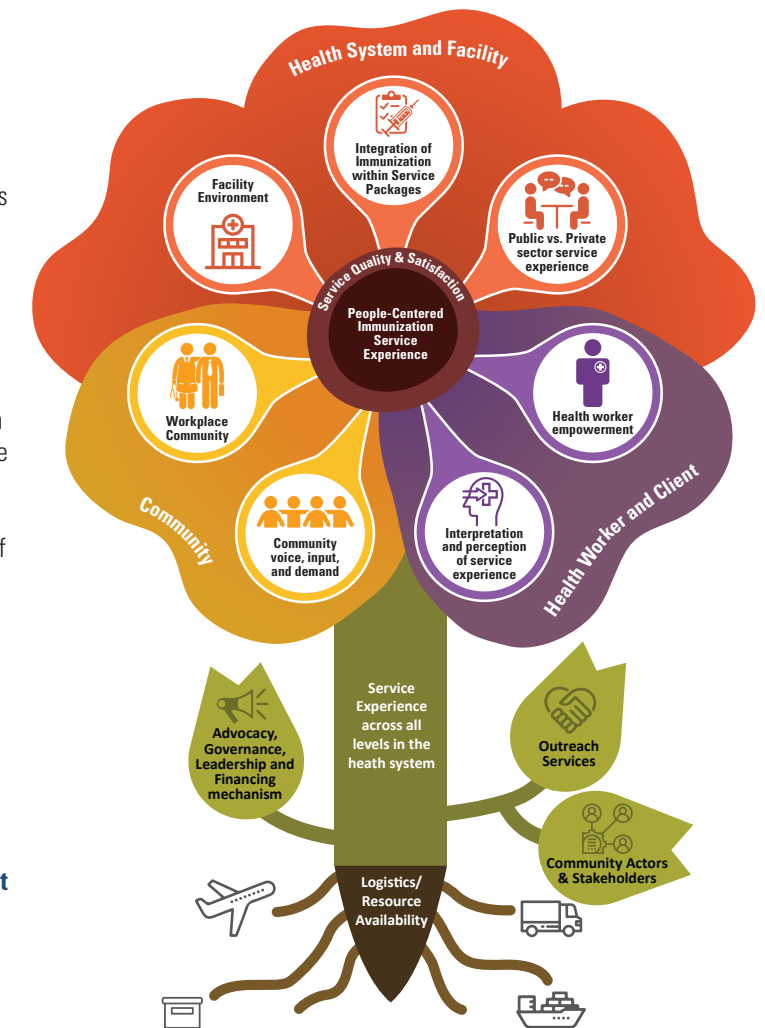 Health System and Facility
Integration of
Immunization
within Service
Packages
Facility
Environment
Public vs. Private
sector service
experience
Service Quality & Satisfaction
People-Centered
Immunization
Service
Experience
Workplace
Community
Health worker
empowerment
Community
voice, input,
and demand
Interpretation
and perception
of service
experience
Community
Health Worker and Client
Service
Experience
across all
levels in the
heath system
Advocacy,
Governance,
Leadership and
Financing
mechanism
Outreach
Services
Community Actors
& Stakeholders
Logistics/
Resource
Availability